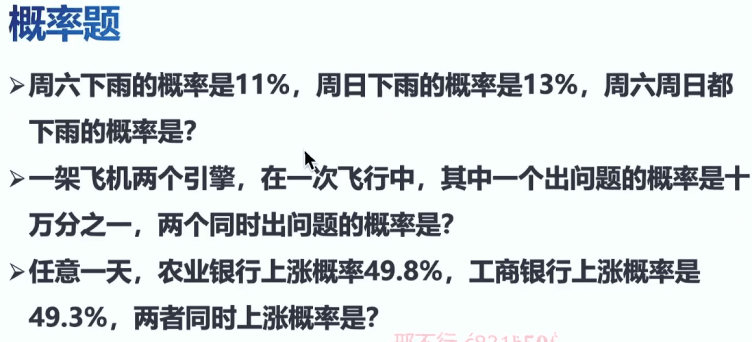 概率题
➢周六下雨的概率是11%，周日下雨的概率是13%，周六周日都
下雨的概率是？
➢一架飞机两个引擎，在一次飞行中，其中一个出问题的概率是十
万分之一，两个同时出问题的概率是？
➢任意一天，农业银行上涨概率49.8%，工商银行上涨概率是
49.3%，两者同时上涨概率是？